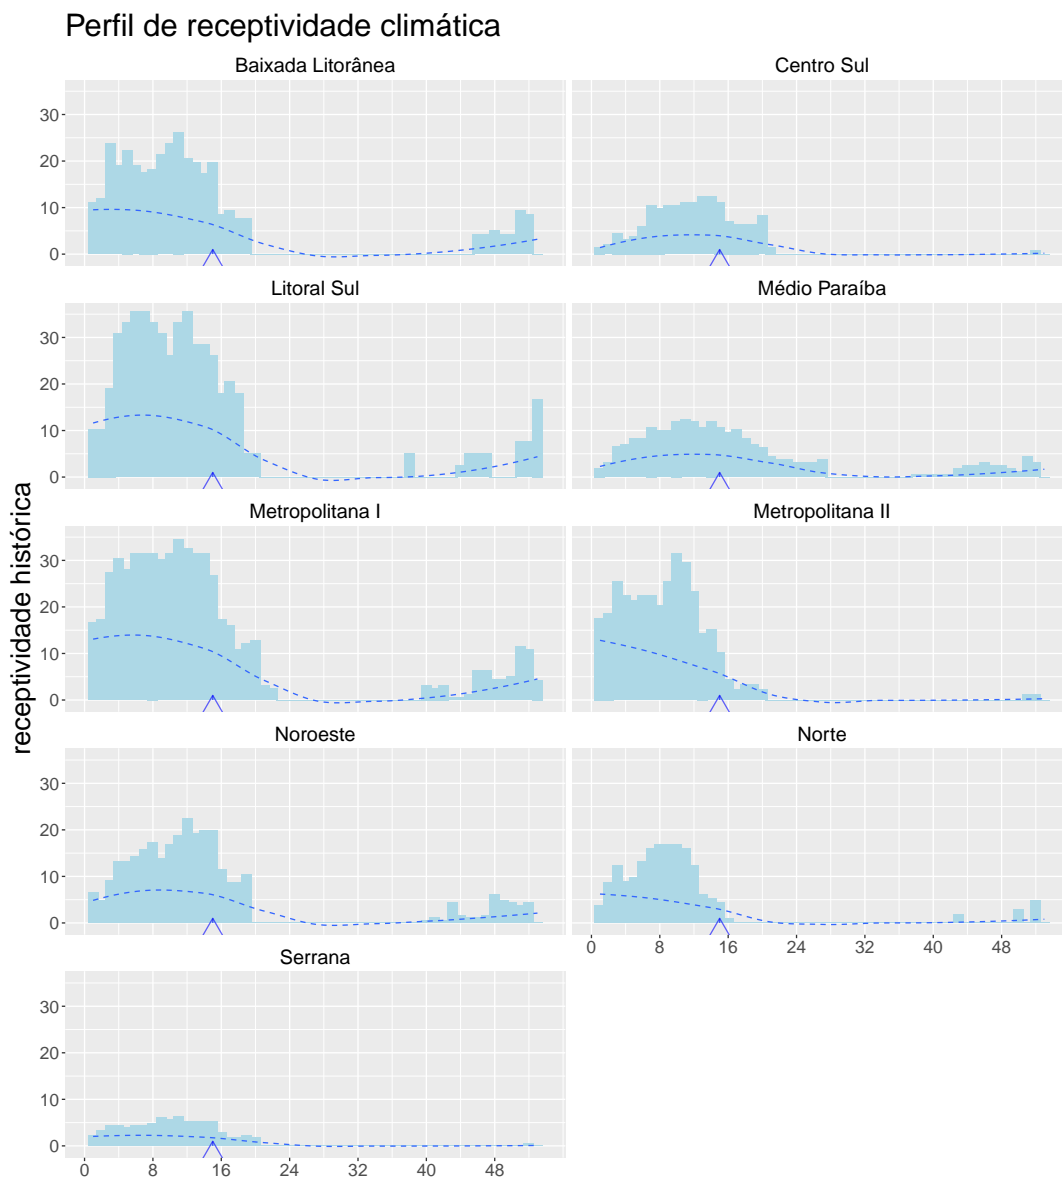 Perfil de receptividade climática
Baixada Litorânea
Centro Sul
30
20
10
0
Litoral Sul
Médio Paraíba
30
20
10
0
receptividade histórica
Metropolitana I
Metropolitana II
30
20
10
0
Noroeste
Norte
30
20
10
0
0 8 16 24 32 40 48
Serrana
30
20
10
0
0 8 16 24 32 40 48